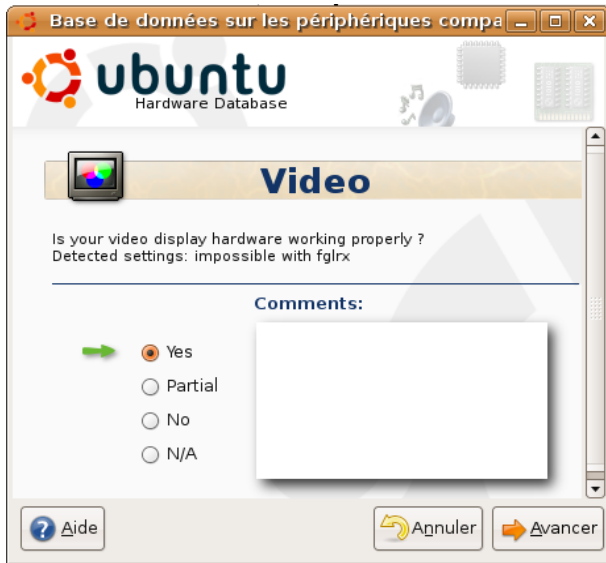 Base de données sur les périphériques compa
ubuntu
Hardware Database
Video
Is your video display hardware working properly ?
Detected settings: impossible with fglrx
Comments:
Yes
Partial
No
N/A
Aide
Annuler
Avancer